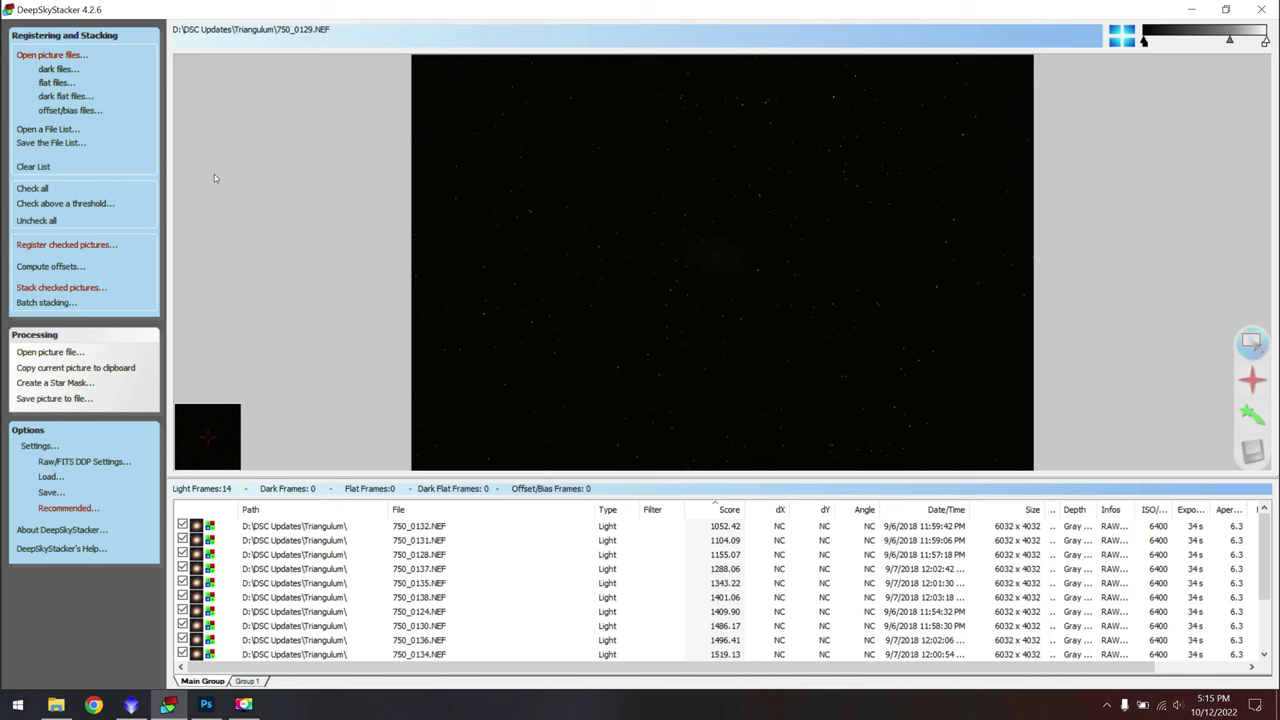 DeepSkyStacker 4.2.6
Registering and Stacking
Open picture files...
dark files...
flat files...
dark flat files...
offset/bias files...
Open a File List...
Save the File List...
Clear List
Check all
Check above a threshold...
Uncheck all
Register checked pictures...
Compute offsets...
Stack checked pictures...
Batch stacking...
Processing
Open picture file...
Copy current picture to clipboard
Create a Star Mask...
Save picture to file...
Options
Settings...
Raw/FITS DDP Settings...
Load...
Save...
Recommended...
About DeepSkyStacker...
DeepSkyStacker's Help...
D:\DSC Updates\Triangulum\750_0129.NEF
Light Frames:14 - Dark Frames: 0 - Flat Frames:0 - Dark Flat Frames: 0 - Offset/Bias Frames: 0
Path File Type Filter Score dX dY Angle Date/Time Size .. Depth Infos ISO/... Expo... Aper...
D:\DSC Updates\Triangulum\ 750_0132.NEF Light 1052.42 NC NC NC 9/6/2018 11:59:42 PM 6032 x 4032 .. Gray ... RAW... 6400 34 s 6.3
D:\DSC Updates\Triangulum\ 750_0131.NEF Light 1104.09 NC NC NC 9/6/2018 11:59:06 PM 6032 x 4032 .. Gray ... RAW... 6400 34 s 6.3
D:\DSC Updates\Triangulum\ 750_0128.NEF Light 1155.07 NC NC NC 9/6/2018 11:57:18 PM 6032 x 4032 .. Gray ... RAW... 6400 34 s 6.3
D:\DSC Updates\Triangulum\ 750_0137.NEF Light 1288.06 NC NC NC 9/7/2018 12:02:42 ... 6032 x 4032 .. Gray ... RAW... 6400 34 s 6.3
D:\DSC Updates\Triangulum\ 750_0135.NEF Light 1343.22 NC NC NC 9/7/2018 12:01:30 ... 6032 x 4032 .. Gray ... RAW... 6400 34 s 6.3
D:\DSC Updates\Triangulum\ 750_0138.NEF Light 1401.06 NC NC NC 9/7/2018 12:03:18 ... 6032 x 4032 .. Gray ... RAW... 6400 34 s 6.3
D:\DSC Updates\Triangulum\ 750_0124.NEF Light 1409.90 NC NC NC 9/6/2018 11:54:32 PM 6032 x 4032 .. Gray ... RAW... 6400 34 s 6.3
D:\DSC Updates\Triangulum\ 750_0130.NEF Light 1486.17 NC NC NC 9/6/2018 11:58:30 PM 6032 x 4032 .. Gray ... RAW... 6400 34 s 6.3
D:\DSC Updates\Triangulum\ 750_0136.NEF Light 1496.41 NC NC NC 9/7/2018 12:02:06 ... 6032 x 4032 .. Gray ... RAW... 6400 34 s 6.3
D:\DSC Updates\Triangulum\ 750_0134.NEF Light 1519.13 NC NC NC 9/7/2018 12:00:54 ... 6032 x 4032 .. Gray ... RAW... 6400 34 s 6.3
Main Group Group 1
Ps
5:15 PM
10/12/2022